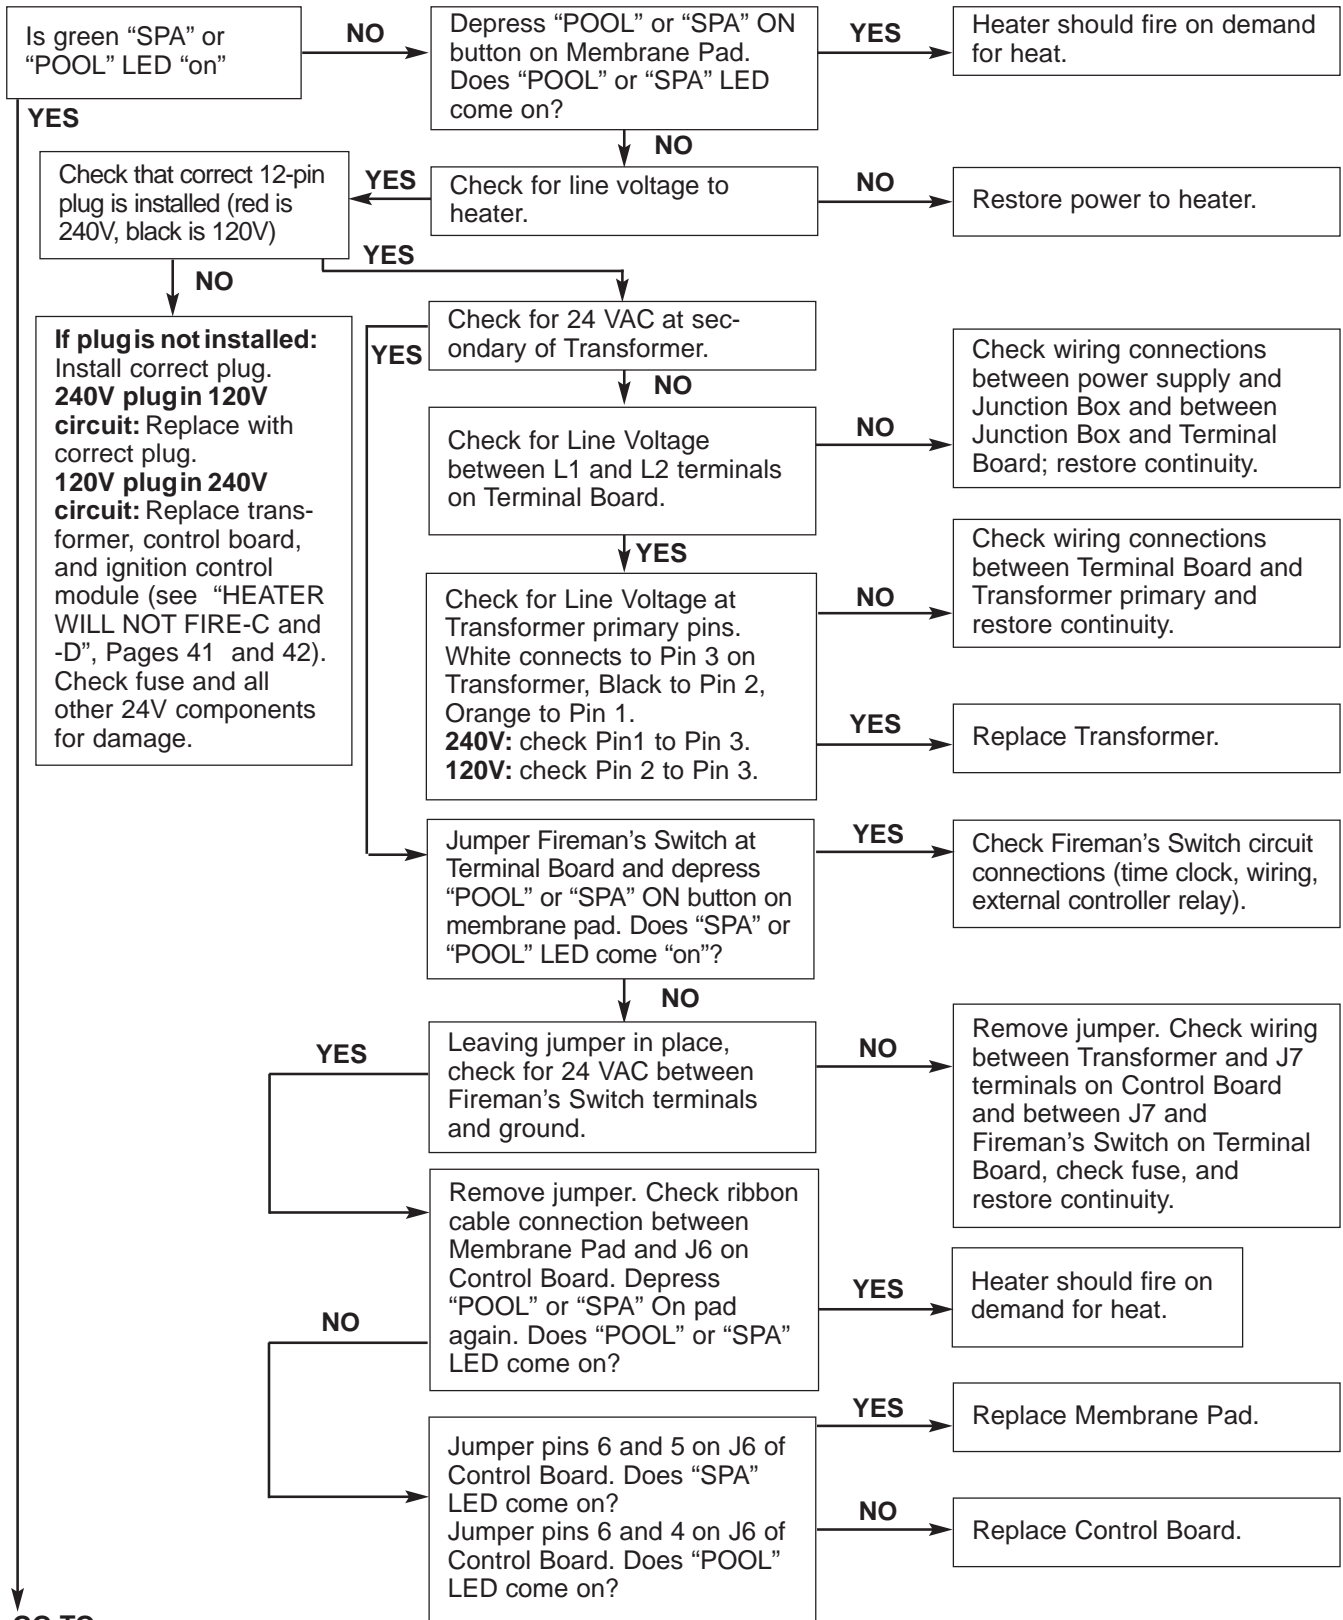 Is green “SPA” or
“POOL” LED “on”
NO
Depress “POOL” or “SPA” ON
button on Membrane Pad.
Does “POOL” or “SPA” LED
come on?
YES
Heater should fire on demand
for heat.
YES
NO
Check that correct 12-pin
plug is installed (red is
240V, black is 120V)
YES
Check for line voltage to
heater.
NO
Restore power to heater.
YES
NO
If plug is not installed:
Install correct plug.
240V plug in 120V
circuit: Replace with
correct plug.
120V plug in 240V
circuit: Replace trans-
former, control board,
and ignition control
module (see “HEATER
WILL NOT FIRE-C and
-D”, Pages 41 and 42).
Check fuse and all
other 24V components
for damage.
YES
Check for 24 VAC at sec-
ondary of Transformer.
NO
Check for Line Voltage
between L1 and L2 terminals
on Terminal Board.
NO
Check wiring connections
between power supply and
Junction Box and between
Junction Box and Terminal
Board; restore continuity.
YES
Check for Line Voltage at
Transformer primary pins.
White connects to Pin 3 on
Transformer, Black to Pin 2,
Orange to Pin 1.
240V: check Pin1 to Pin 3.
120V: check Pin 2 to Pin 3.
NO
Check wiring connections
between Terminal Board and
Transformer primary and
restore continuity.
YES
Replace Transformer.
Jumper Fireman’s Switch at
Terminal Board and depress
“POOL” or “SPA” ON button on
membrane pad. Does “SPA” or
“POOL” LED come “on”?
YES
Check Fireman’s Switch circuit
connections (time clock, wiring,
external controller relay).
NO
YES
Leaving jumper in place,
check for 24 VAC between
Fireman’s Switch terminals
and ground.
NO
Remove jumper. Check wiring
between Transformer and J7
terminals on Control Board
and between J7 and
Fireman’s Switch on Terminal
Board, check fuse, and
restore continuity.
Remove jumper. Check ribbon
cable connection between
Membrane Pad and J6 on
Control Board. Depress
“POOL” or “SPA” On pad
again. Does “POOL” or “SPA”
LED come on?
YES
Heater should fire on
demand for heat.
NO
Jumper pins 6 and 5 on J6 of
Control Board. Does “SPA”
LED come on?
Jumper pins 6 and 4 on J6 of
Control Board. Does “POOL”
LED come on?
YES
Replace Membrane Pad.
NO
Replace Control Board.
GO TO